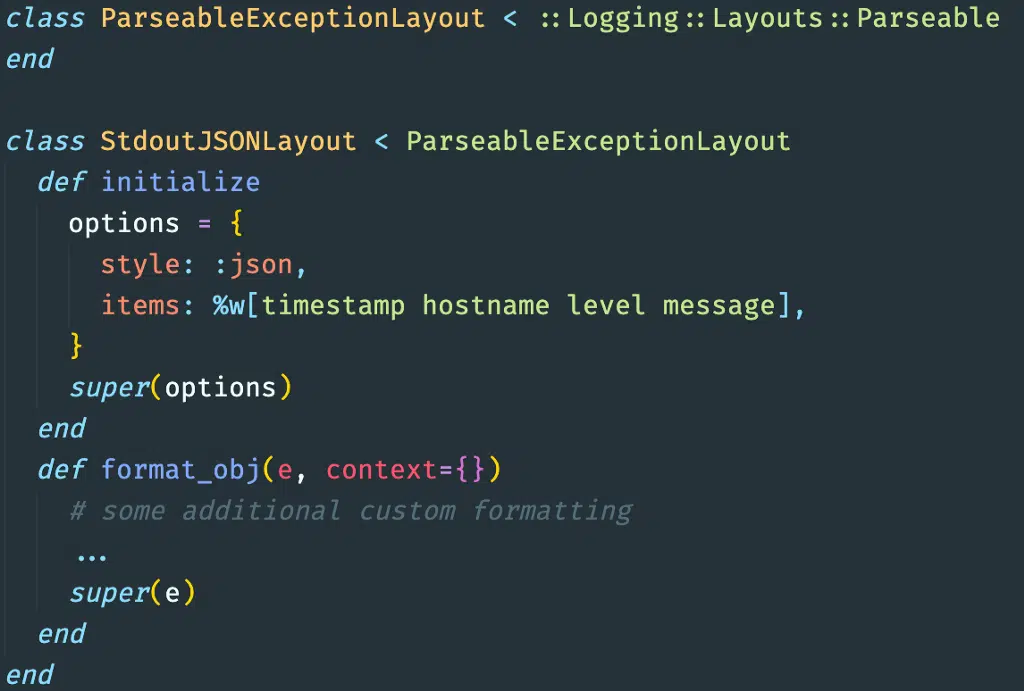 class ParseableExceptionLayout < ::Logging::Layouts::Parseable
end

class StdoutJSONLayout < ParseableExceptionLayout
  def initialize
    options = {
      style: :json,
      items: %w[timestamp hostname level message],
    }
    super(options)
  end
  def format_obj(e, context={})
    # some additional custom formatting
    ...
    super(e)
  end
end